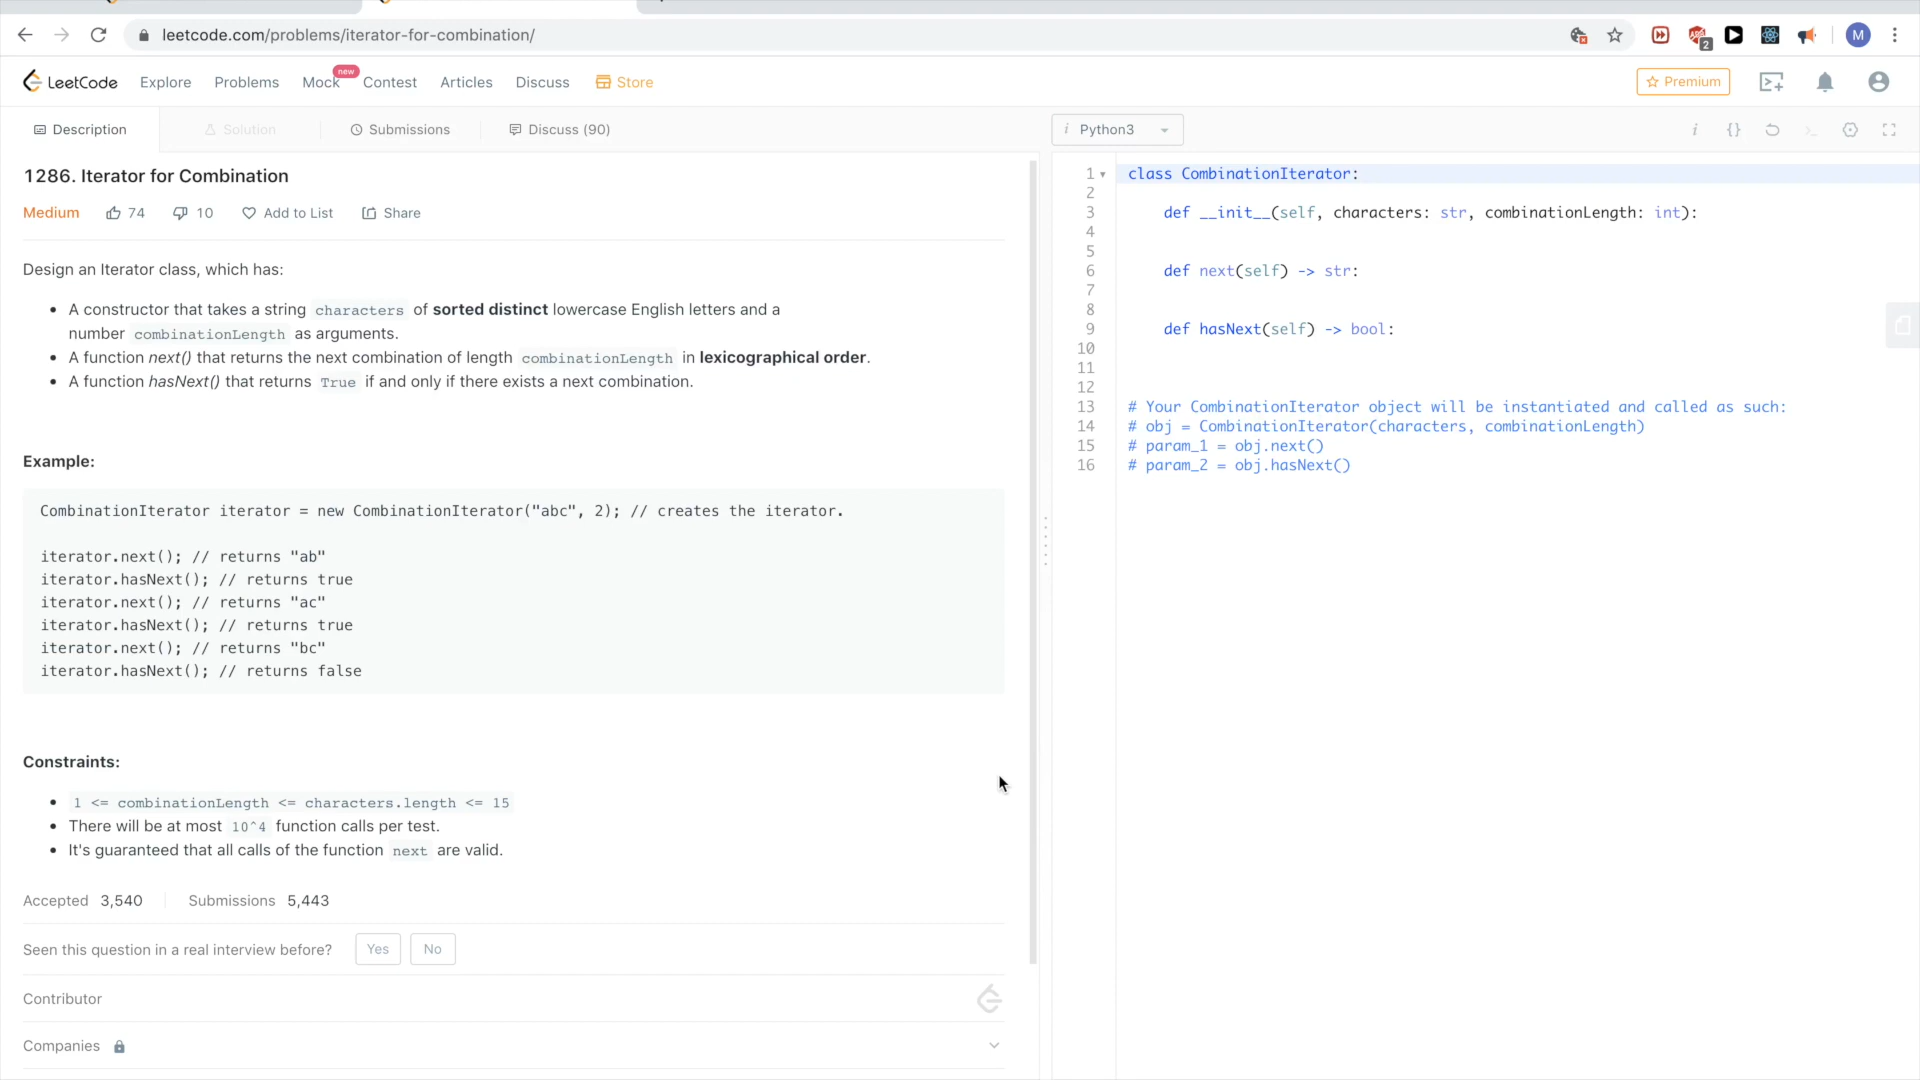 leetcode.com/problems/iterator-for-combination/
2
M
LeetCode
Explore
Problems
Mock
new
Contest
Articles
Discuss
Store
Premium
Description
Solution
Submissions
Discuss (90)
i Python3
1286. Iterator for Combination
Medium
74
10
Add to List
Share
Design an Iterator class, which has:
• A constructor that takes a string characters of sorted distinct lowercase English letters and a
number combinationLength as arguments.
• A function next() that returns the next combination of length combinationLength in lexicographical order.
• A function hasNext() that returns True if and only if there exists a next combination.
Example:
CombinationIterator iterator = new CombinationIterator("abc", 2); // creates the iterator.
iterator.next(); // returns "ab"
iterator.hasNext(); // returns true
iterator.next(); // returns "ac"
iterator.hasNext(); // returns true
iterator.next(); // returns "bc"
iterator.hasNext(); // returns false
Constraints:
• 1 <= combinationLength <= characters.length <= 15
• There will be at most 10^4 function calls per test.
• It's guaranteed that all calls of the function next are valid.
Accepted 3,540
Submissions 5,443
Seen this question in a real interview before?
Yes
No
Contributor
Companies
i {}
1 class CombinationIterator:
2
3 def __init__(self, characters: str, combinationLength: int):
4
5
6 def next(self) -> str:
7
8
9 def hasNext(self) -> bool:
10
11
12
13 # Your CombinationIterator object will be instantiated and called as such:
14 # obj = CombinationIterator(characters, combinationLength)
15 # param_1 = obj.next()
16 # param_2 = obj.hasNext()